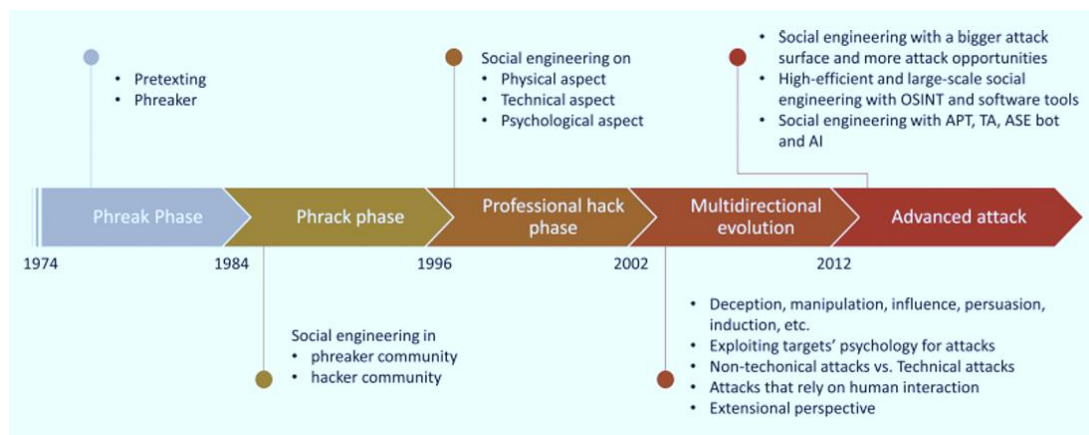 • Pretexting
• Phreaker
Social engineering on
• Physical aspect
• Technical aspect
• Psychological aspect
• Social engineering with a bigger attack
surface and more attack opportunities
• High-efficient and large-scale social
engineering with OSINT and software tools
• Social engineering with APT, TA, ASE bot
and AI
Phreak Phase
Phrack phase
Professional hack
phase
Multidirectional
evolution
Advanced attack
1974
1984
1996
2002
2012
Social engineering in
• phreaker community
• hacker community
• Deception, manipulation, influence, persuasion,
induction, etc.
• Exploiting targets' psychology for attacks
• Non-techonical attacks vs. Technical attacks
• Attacks that rely on human interaction
• Extensional perspective